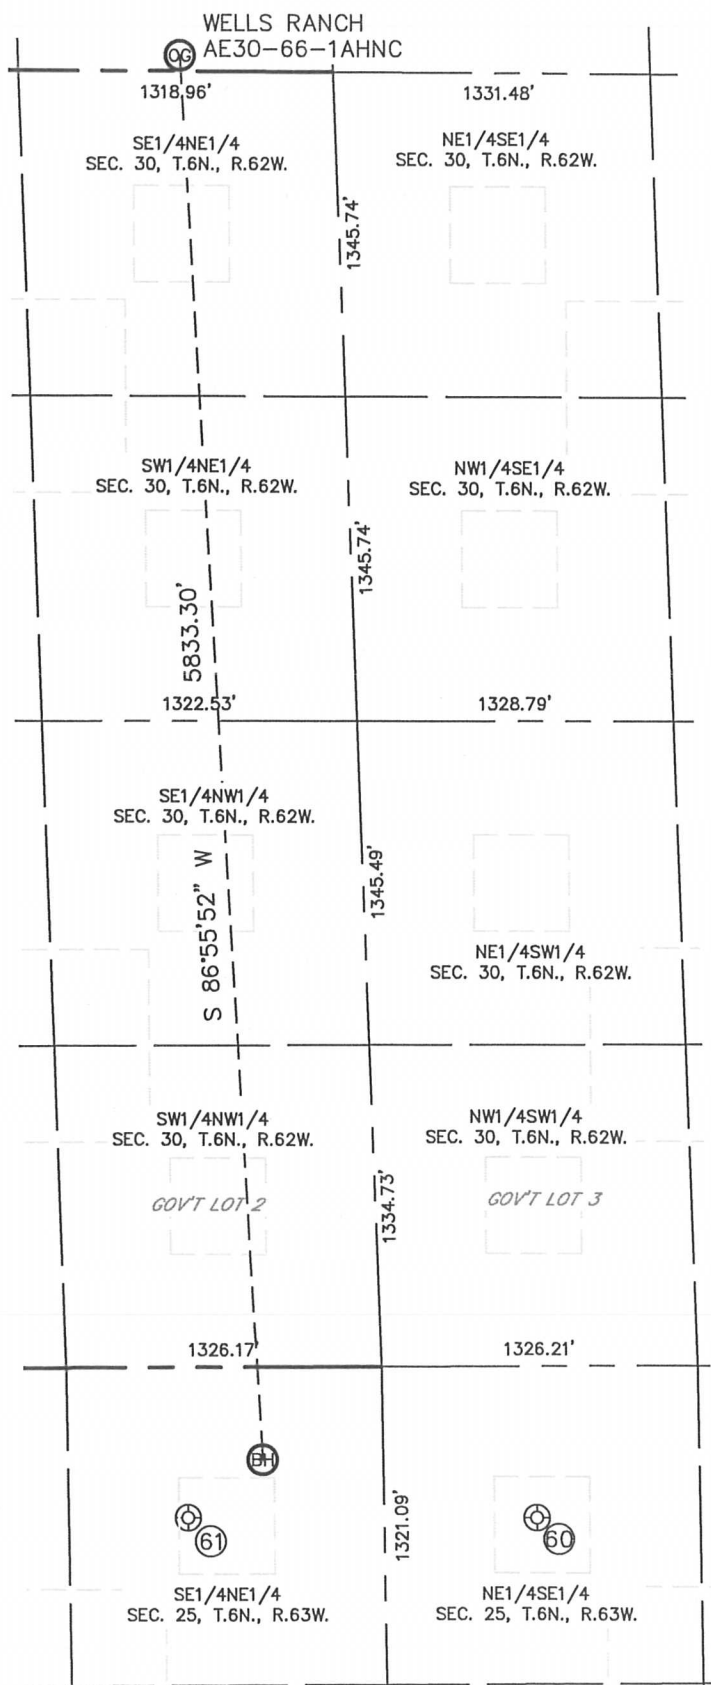 WELLS RANCH
AE30-66-1AHNC
OG
1318.96'
1331.48'
SE1/4NE1/4
SEC. 30, T.6N., R.62W.
NE1/4SE1/4
SEC. 30, T.6N., R.62W.
1345.74'
SW1/4NE1/4
SEC. 30, T.6N., R.62W.
NW1/4SE1/4
SEC. 30, T.6N., R.62W.
1345.74'
5833.30'
1322.53'
1328.79'
SE1/4NW1/4
SEC. 30, T.6N., R.62W.
S 86°55'52" W
1345.49'
NE1/4SW1/4
SEC. 30, T.6N., R.62W.
SW1/4NW1/4
SEC. 30, T.6N., R.62W.
NW1/4SW1/4
SEC. 30, T.6N., R.62W.
GOV'T LOT 2
GOV'T LOT 3
1334.73'
1326.17'
1326.21'
BH
61
60
1321.09'
SE1/4NE1/4
SEC. 25, T.6N., R.63W.
NE1/4SE1/4
SEC. 25, T.6N., R.63W.